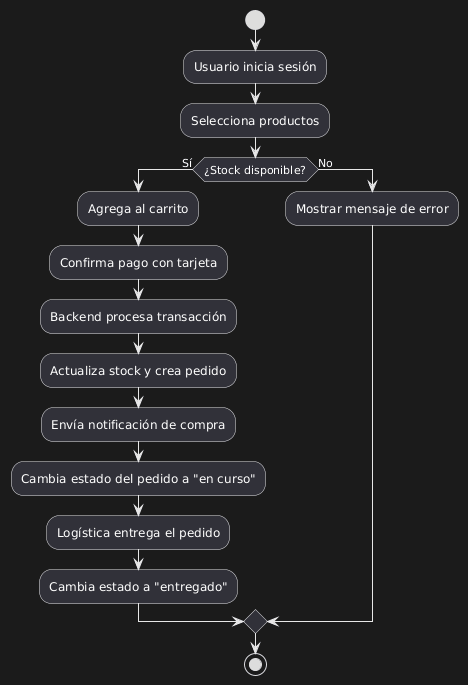 Usuario inicia sesión
Selecciona productos
¿Stock disponible?
Sí
No
Agrega al carrito
Mostrar mensaje de error
Confirma pago con tarjeta
Backend procesa transacción
Actualiza stock y crea pedido
Envía notificación de compra
Cambia estado del pedido a "en curso"
Logística entrega el pedido
Cambia estado a "entregado"